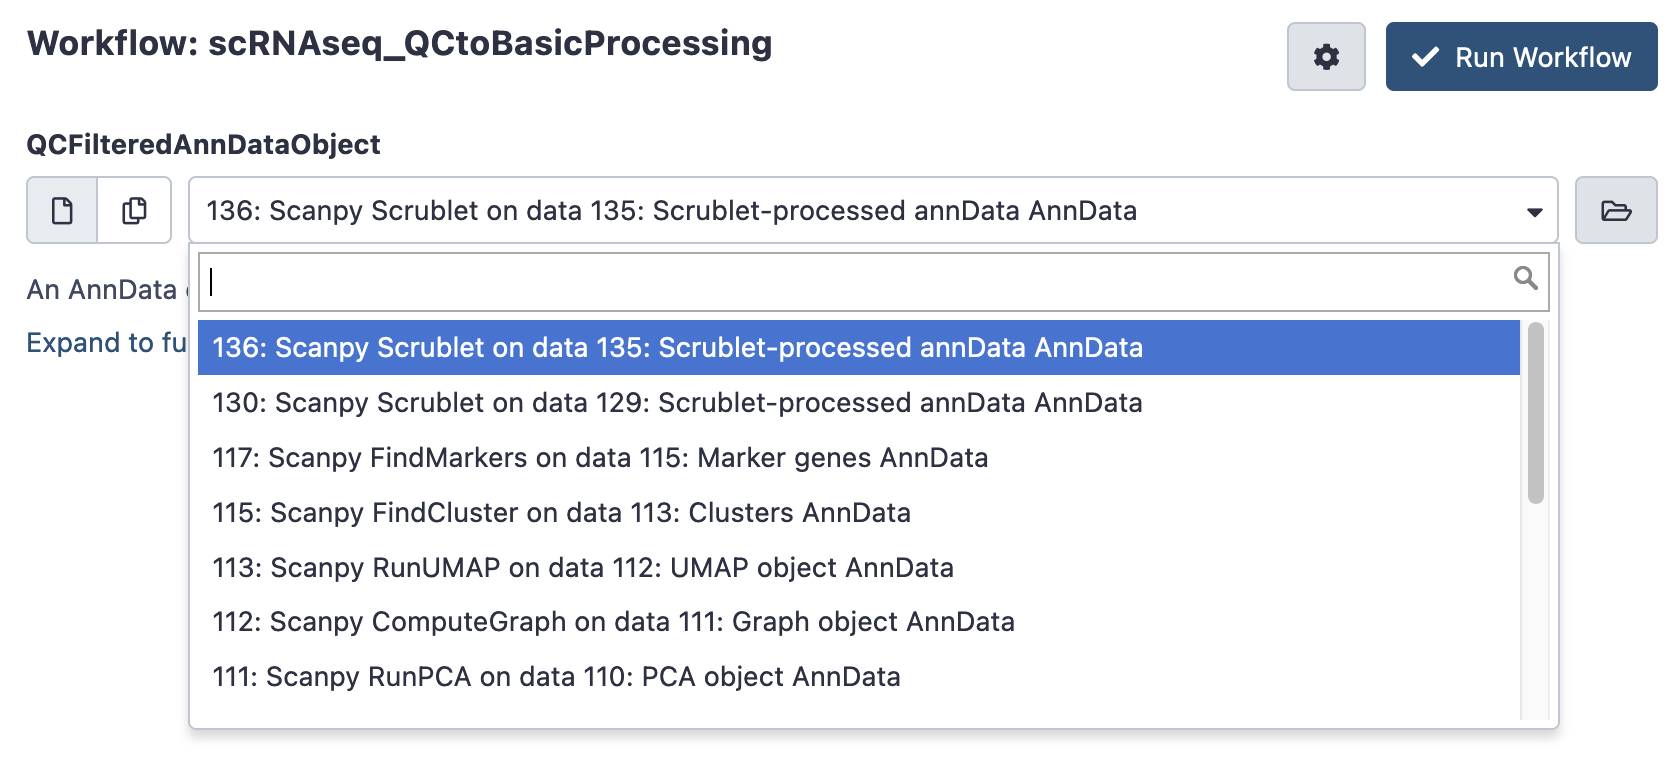 Workflow: scRNAseq_QCtoBasicProcessing
Run Workflow
QCFilteredAnnDataObject
136: Scanpy Scrublet on data 135: Scrublet-processed annData AnnData
An AnnData
Expand to fu
136: Scanpy Scrublet on data 135: Scrublet-processed annData AnnData
130: Scanpy Scrublet on data 129: Scrublet-processed annData AnnData
117: Scanpy FindMarkers on data 115: Marker genes AnnData
115: Scanpy FindCluster on data 113: Clusters AnnData
113: Scanpy RunUMAP on data 112: UMAP object AnnData
112: Scanpy ComputeGraph on data 111: Graph object AnnData
111: Scanpy RunPCA on data 110: PCA object AnnData